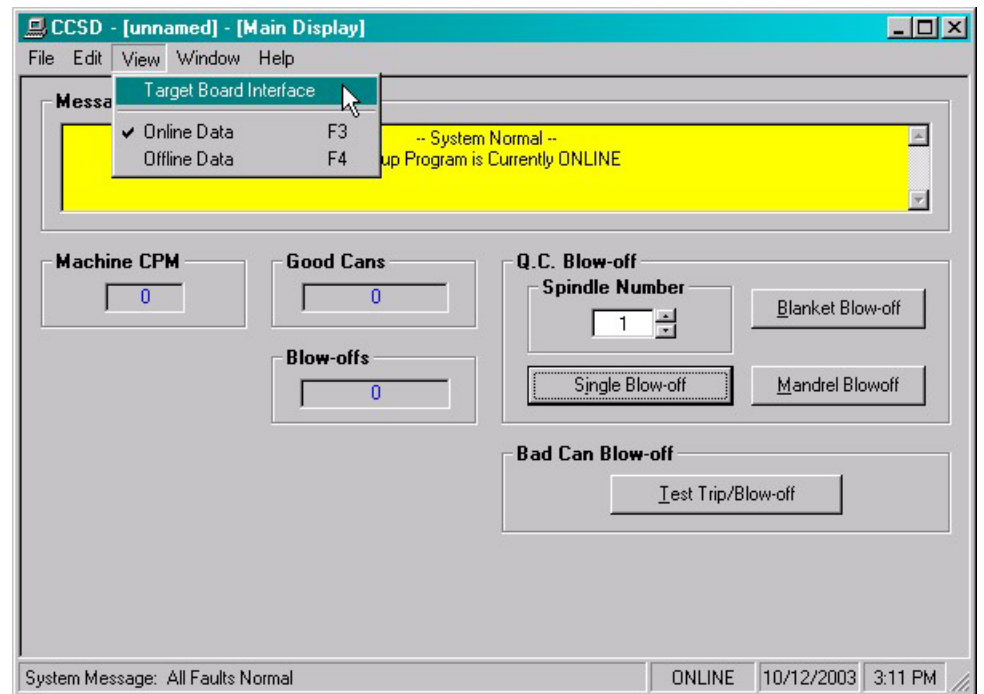 CCSD - [unnamed] - [Main Display]
File Edit View Window Help
Target Board Interface
Online Data F3
Offline Data F4
Messa
-- System Normal --
up Program is Currently ONLINE
Machine CPM
0
Good Cans
0
Blow-offs
0
Q.C. Blow-off
Spindle Number
1
Blanket Blow-off
Single Blow-off
Mandrel Blowoff
Bad Can Blow-off
Test Trip/Blow-off
System Message: All Faults Normal
ONLINE
10/12/2003
3:11 PM